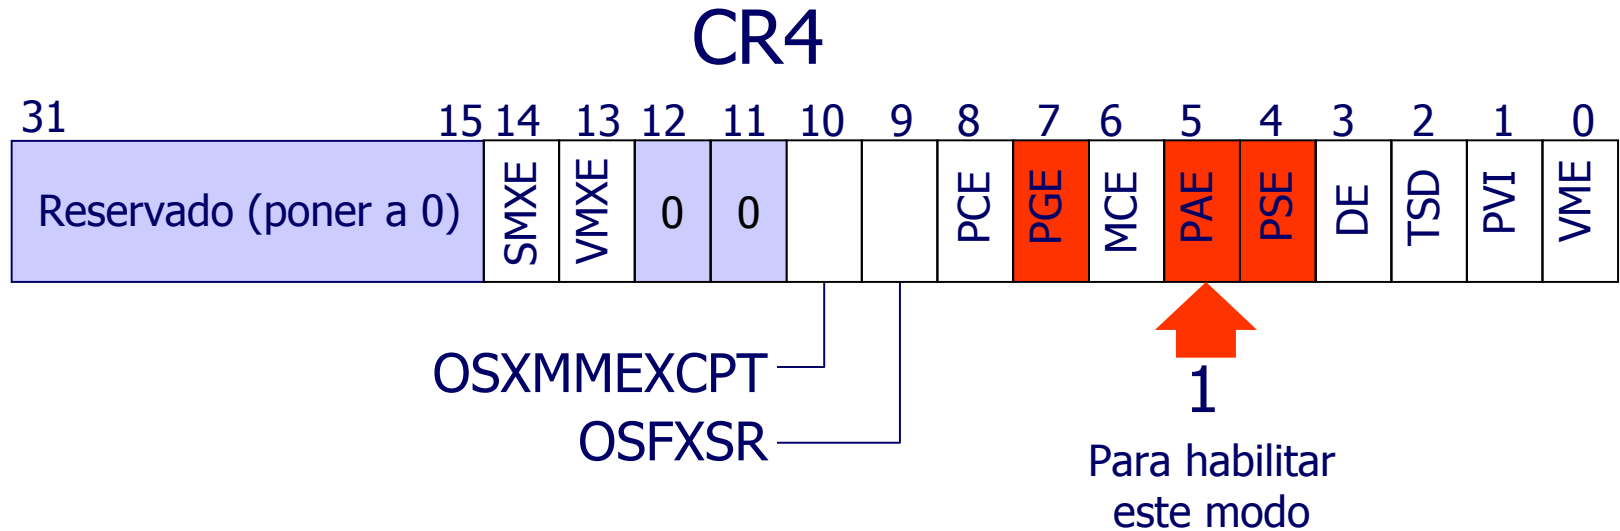 CR4
31 15 14 13 12 11 10 9 8 7 6 5 4 3 2 1 0
Reservado (poner a 0) SMXE VMXE 0 0 PCE PGE MCE PAE PSE DE TSD PVI VME
OSXMMEXCPT
OSFXSR
1
Para habilitar
este modo